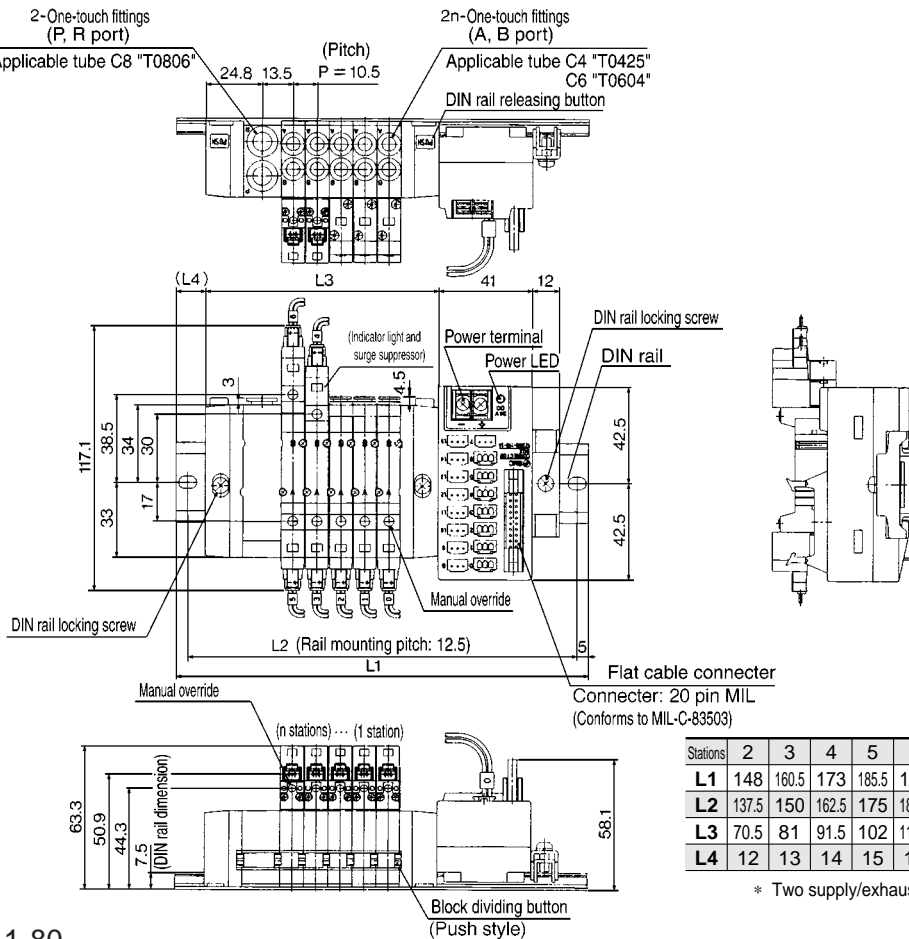 2-One-touch fittings
(P, R port)
Applicable tube C8 "T0806"
2n-One-touch fittings
(A, B port)
Applicable tube C4 "T0425"
C6 "T0604"
(Pitch)
24.8 13.5 P = 10.5
DIN rail releasing button
PUSH PUSH
(L4) L3 41 12
DIN rail locking screw
(Indicator light and
surge suppressor)
Power terminal
Power LED
DIN rail
3
4.5
117.1
38.5
34
30
17
33
42.5
42.5
Manual override
DIN rail locking screw
L2 (Rail mounting pitch: 12.5)
5
L1
Flat cable connecter
Connecter: 20 pin MIL
(Conforms to MIL-C-83503)
Manual override
(n stations) ··· (1 station)
63.3
50.9
44.3
7.5
(DIN rail dimension)
58.1
Block dividing button
(Push style)
Stations 2 3 4 5
L1 148 160.5 173 185.5
L2 137.5 150 162.5 175
L3 70.5 81 91.5 102
L4 12 13 14 15
* Two supply/exhaus
1-80